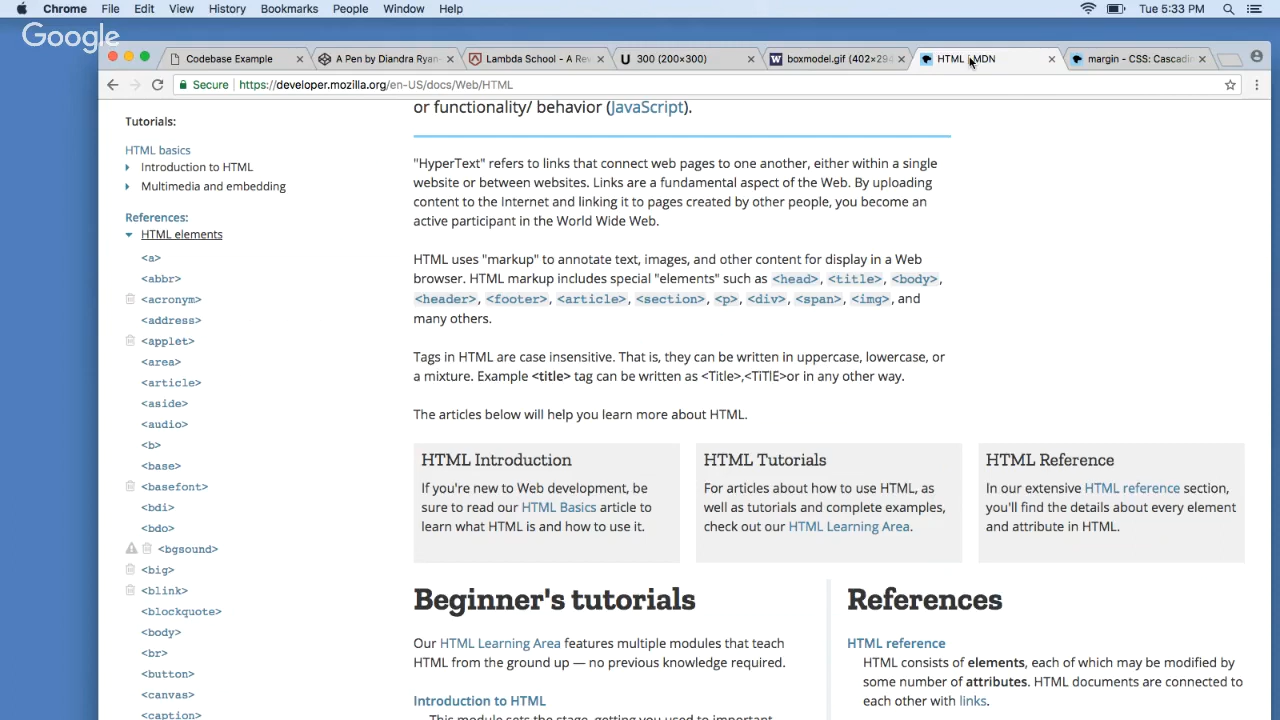 Chrome File Edit View History Bookmarks People Window Help Tue 5:33 PM
Google
Codebase Example
A Pen by Diandra Ryan-
Lambda School - A Re
300 (200×300)
boxmodel.gif (402×294
HTML | MDN
margin - CSS: Cascadin
Secure https://developer.mozilla.org/en-US/docs/Web/HTML
Tutorials:
HTML basics
Introduction to HTML
Multimedia and embedding
References:
HTML elements
<a>
<abbr>
<acronym>
<address>
<applet>
<area>
<article>
<aside>
<audio>
<b>
<base>
<basefont>
<bdi>
<bdo>
<bgsound>
<big>
<blink>
<blockquote>
<body>
<br>
<button>
<canvas>
<caption>
or functionality/ behavior (JavaScript).
"HyperText" refers to links that connect web pages to one another, either within a single
website or between websites. Links are a fundamental aspect of the Web. By uploading
content to the Internet and linking it to pages created by other people, you become an
active participant in the World Wide Web.
HTML uses "markup" to annotate text, images, and other content for display in a Web
browser. HTML markup includes special "elements" such as <head>, <title>, <body>,
<header>, <footer>, <article>, <section>, <p>, <div>, <span>, <img>, and
many others.
Tags in HTML are case insensitive. That is, they can be written in uppercase, lowercase, or
a mixture. Example <title> tag can be written as <Title>,<TiTlE>or in any other way.
The articles below will help you learn more about HTML.
HTML Introduction
If you're new to Web development, be
sure to read our HTML Basics article to
learn what HTML is and how to use it.
HTML Tutorials
For articles about how to use HTML, as
well as tutorials and complete examples,
check out our HTML Learning Area.
HTML Reference
In our extensive HTML reference section,
you'll find the details about every element
and attribute in HTML.
Beginner's tutorials
Our HTML Learning Area features multiple modules that teach
HTML from the ground up — no previous knowledge required.
Introduction to HTML
This module sets the stage, getting you used to important
References
HTML reference
HTML consists of elements, each of which may be modified by
some number of attributes. HTML documents are connected to
each other with links.